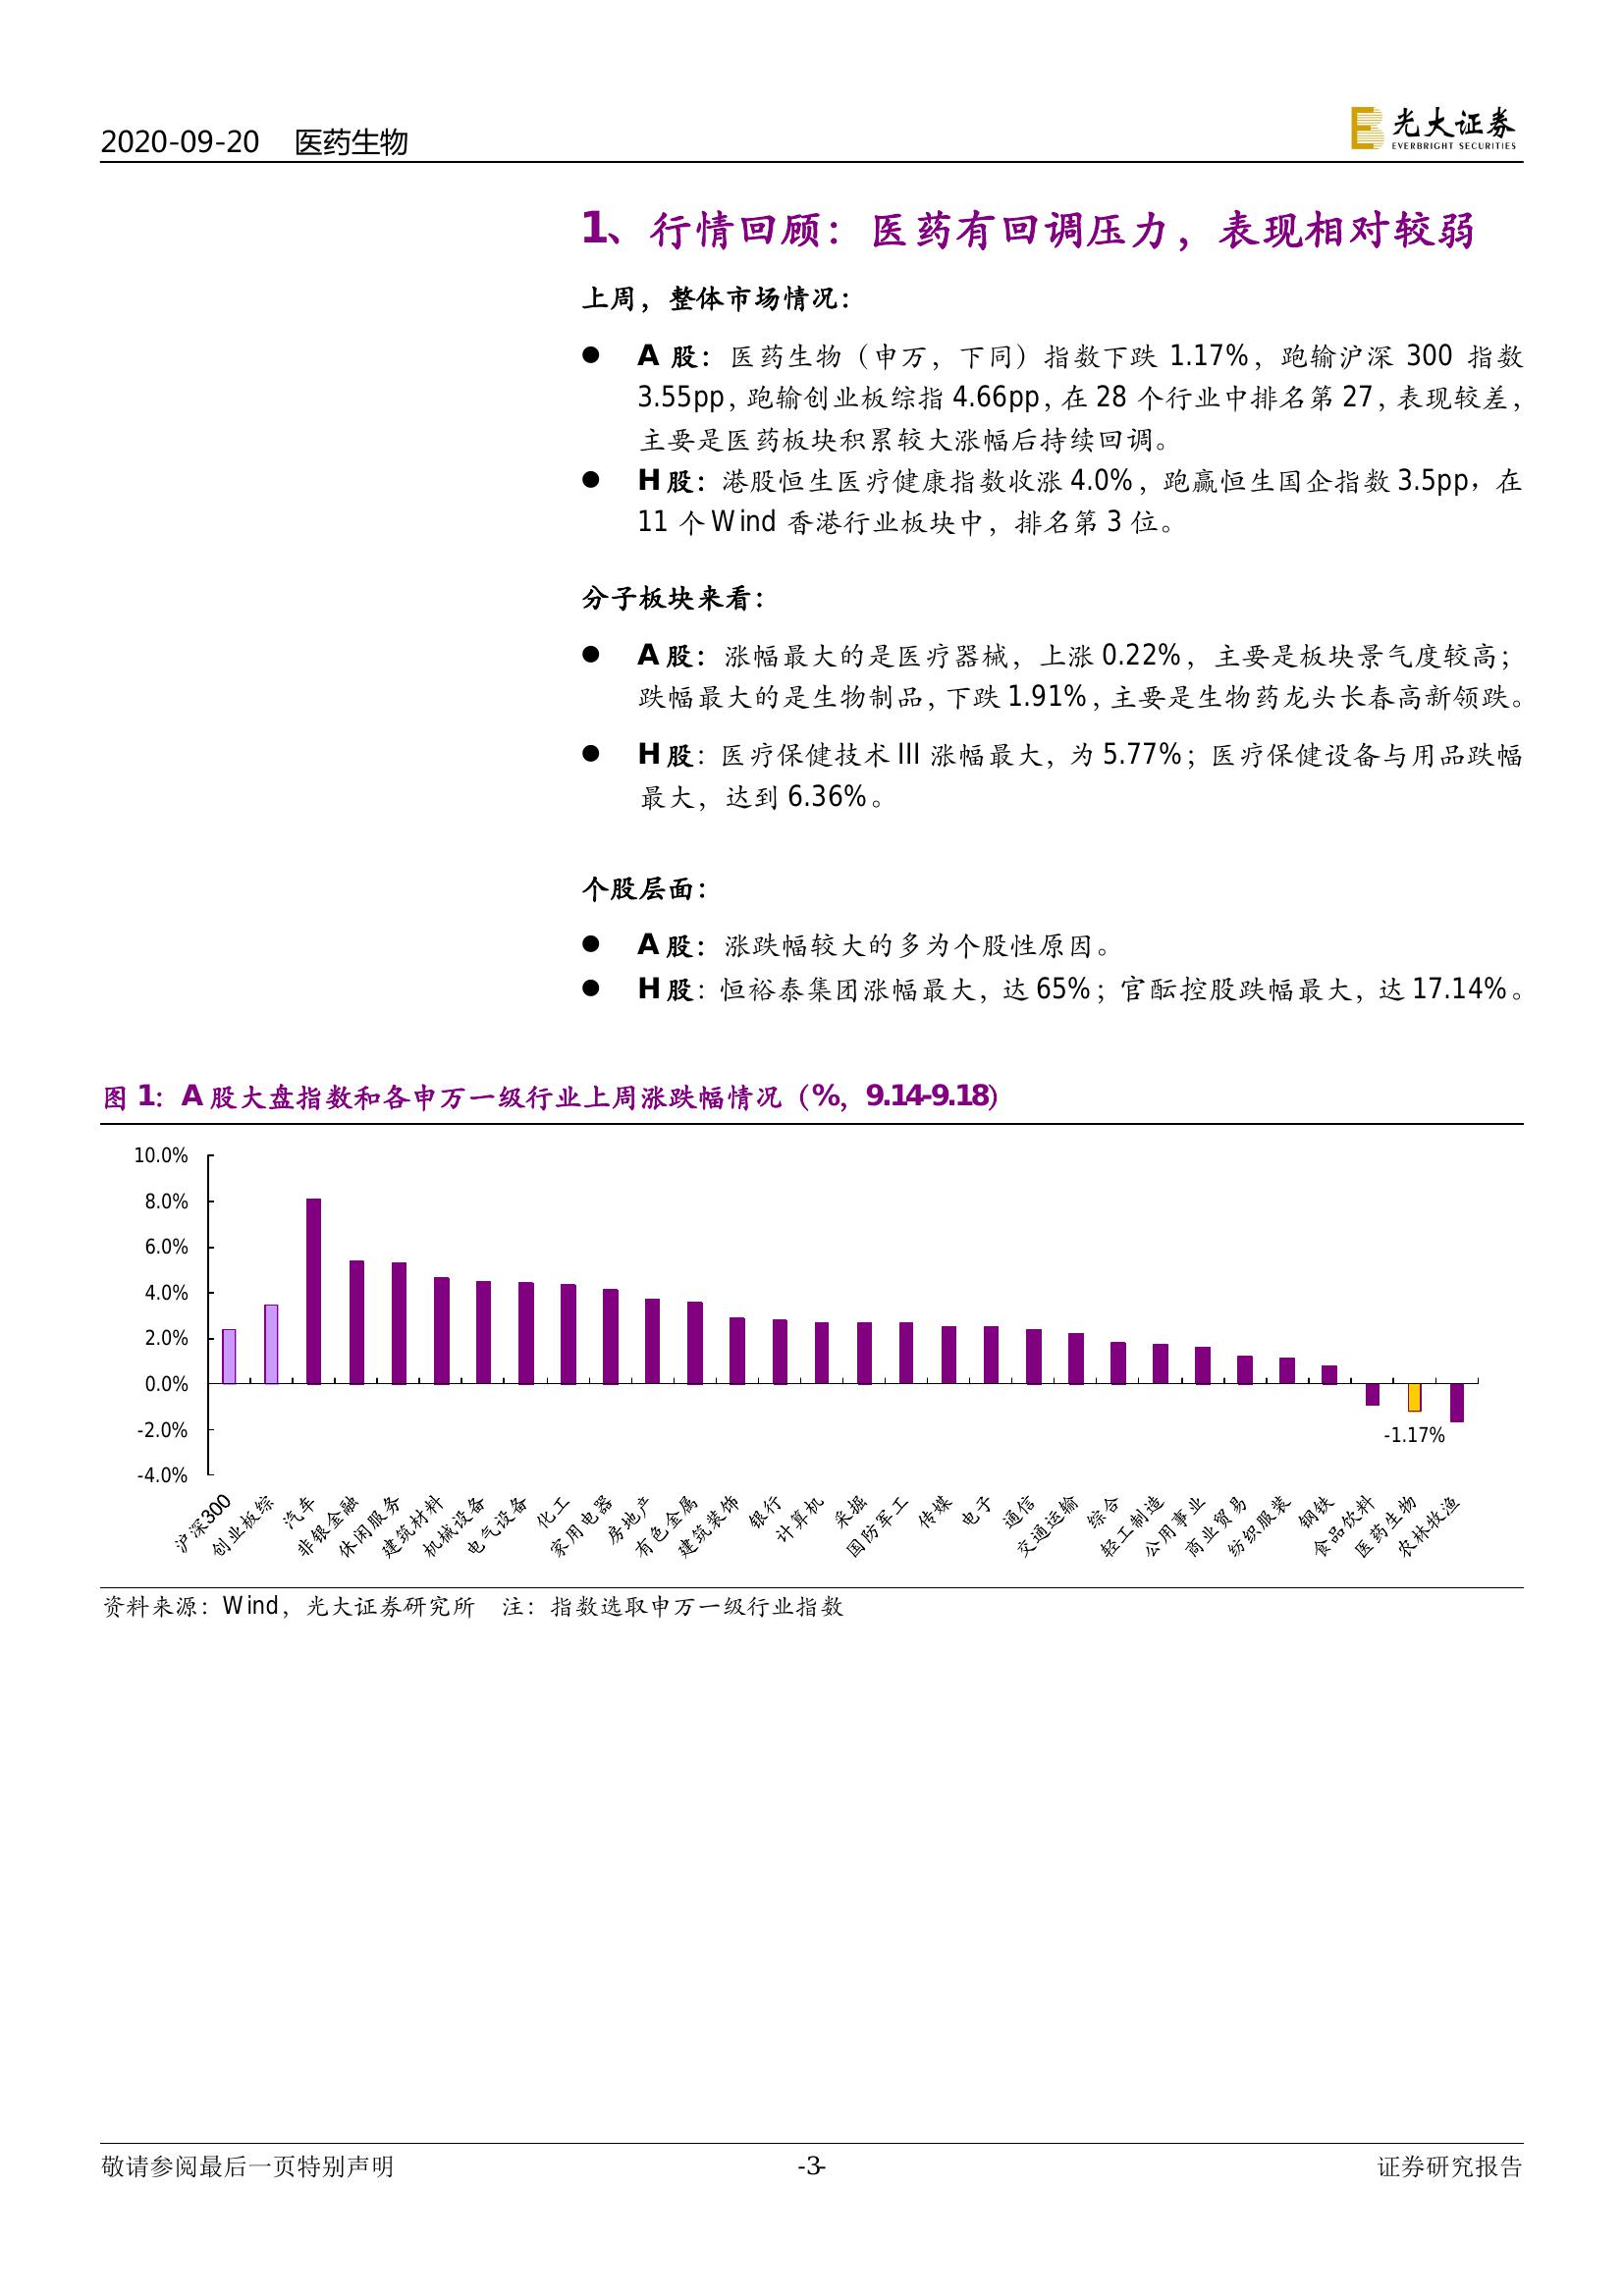 2020-09-20 医药生物
光大证券
EVERBRIGHT SECURITIES
1、行情回顾：医药有回调压力，表现相对较弱
上周，整体市场情况：
● A 股：医药生物（申万，下同）指数下跌 1.17%，跑输沪深 300 指数
3.55pp，跑输创业板综指 4.66pp，在 28 个行业中排名第 27，表现较差，
主要是医药板块积累较大涨幅后持续回调。
● H 股：港股恒生医疗健康指数收涨 4.0%，跑赢恒生国企指数 3.5pp，在
11 个 Wind 香港行业板块中，排名第 3 位。
分子板块来看：
● A 股：涨幅最大的是医疗器械，上涨 0.22%，主要是板块景气度较高；
跌幅最大的是生物制品，下跌 1.91%，主要是生物药龙头长春高新领跌。
● H 股：医疗保健技术 III 涨幅最大，为 5.77%；医疗保健设备与用品跌幅
最大，达到 6.36%。
个股层面：
● A 股：涨跌幅较大的多为个股性原因。
● H 股：恒裕泰集团涨幅最大，达 65%；官酝控股跌幅最大，达 17.14%。
图 1：A 股大盘指数和各申万一级行业上周涨跌幅情况（%，9.14-9.18）
10.0%
8.0%
6.0%
4.0%
2.0%
0.0%
-2.0%
-4.0%
-1.17%
沪深300
创业板综
汽车
非银金融
休闲服务
建筑材料
机械设备
电气设备
化工
家用电器
房地产
有色金属
建筑装饰
银行
计算机
采掘
国防军工
传媒
电子
通信
交通运输
综合
轻工制造
公用事业
商业贸易
纺织服装
钢铁
食品饮料
医药生物
农林牧渔
资料来源：Wind，光大证券研究所 注：指数选取申万一级行业指数
敬请参阅最后一页特别声明
-3-
证券研究报告